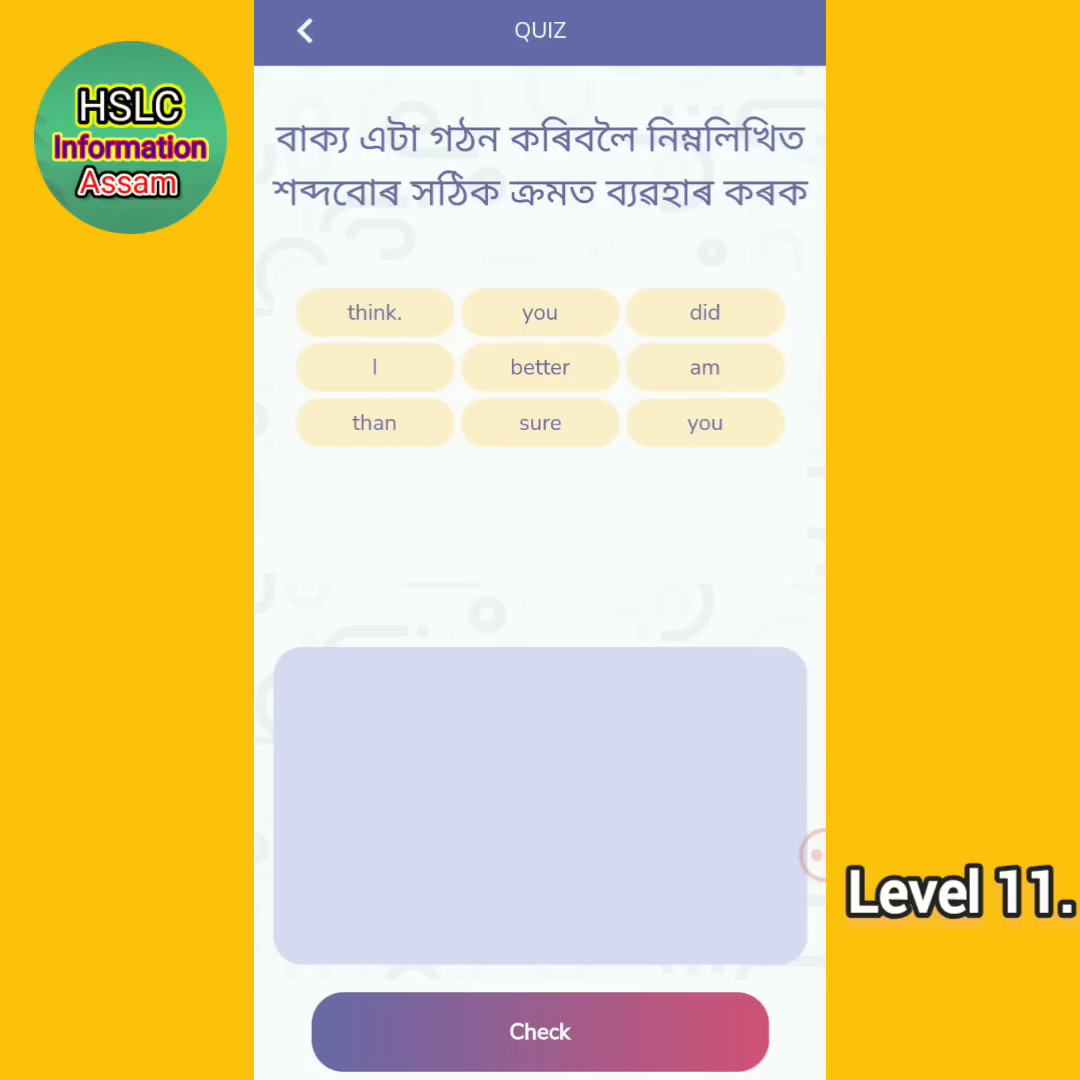 QUIZ
HSLC
Information
Assam
বাক্য এটা গঠন কৰিবলৈ নিম্নলিখিত
শব্দবোৰ সঠিক ক্ৰমত ব্যৱহাৰ কৰক
think. you did
I better am
than sure you
Level 11.
Check